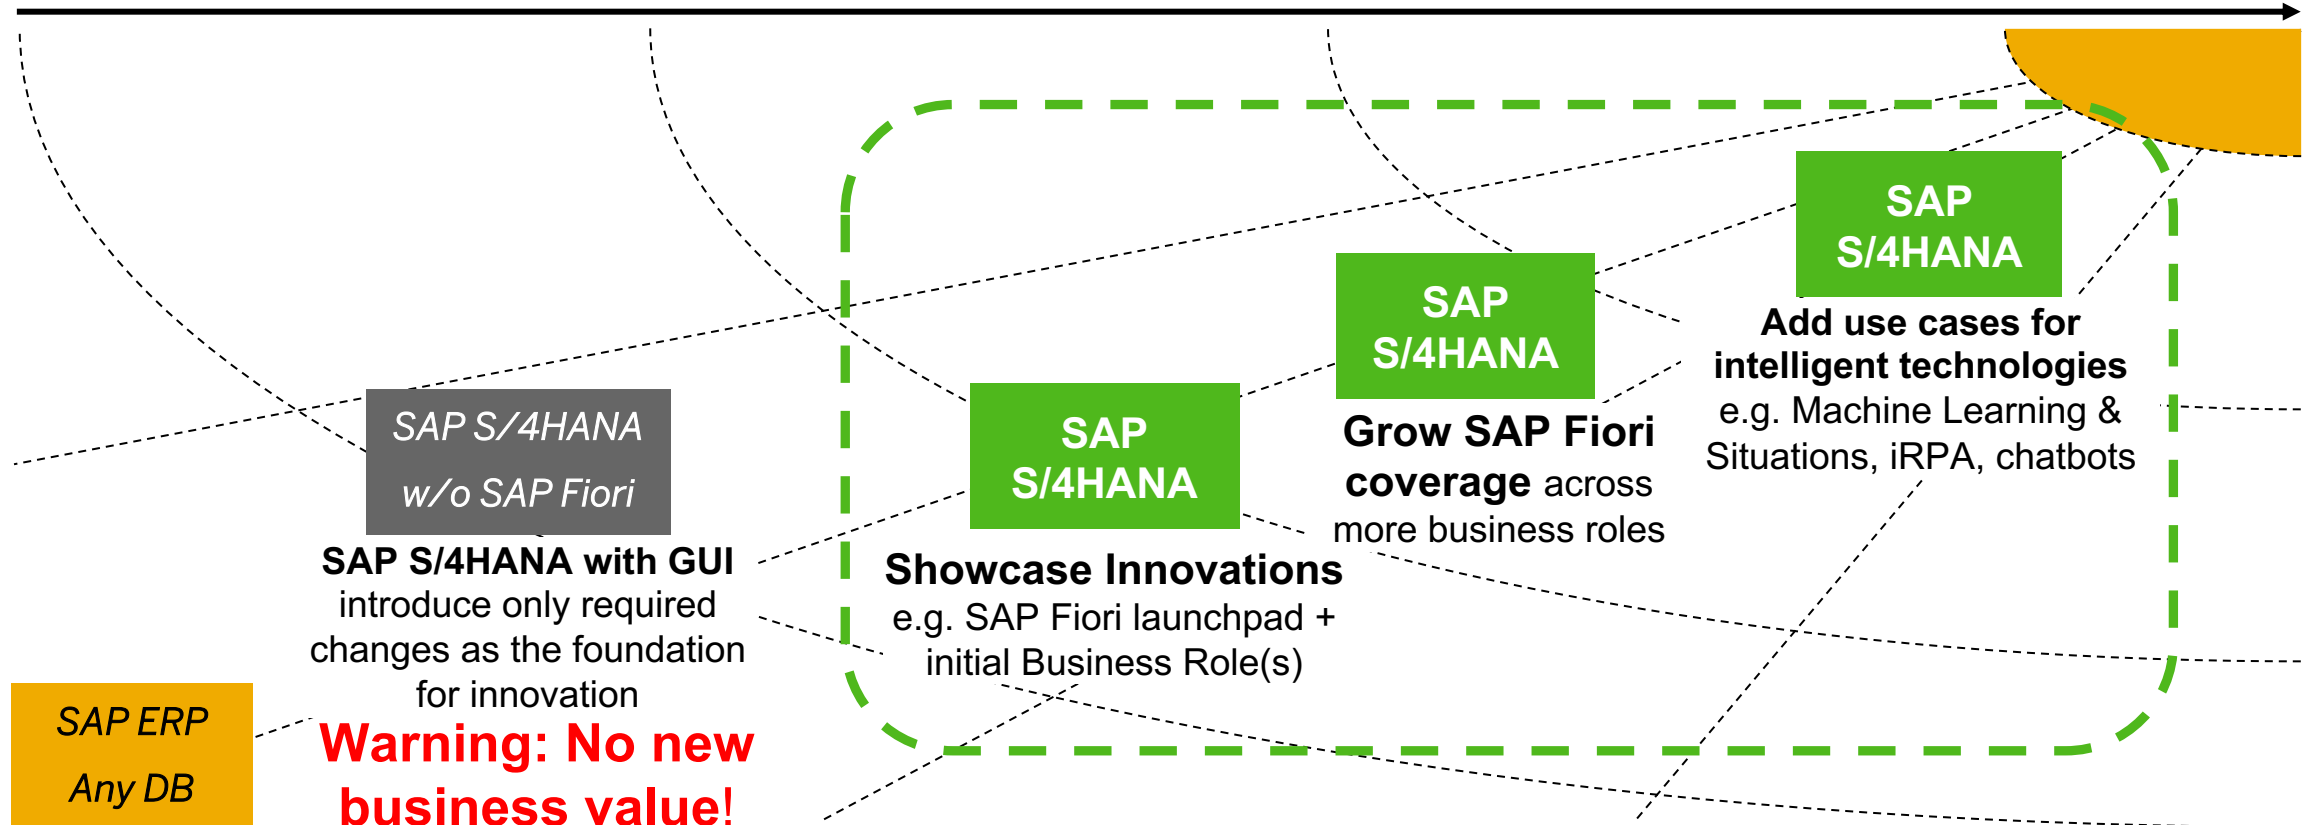 SAP ERP
Any DB
SAP S/4HANA
w/o SAP Fiori
SAP S/4HANA with GUI
introduce only required
changes as the foundation
for innovation
Warning: No new
business value!
SAP
S/4HANA
Showcase Innovations
e.g. SAP Fiori launchpad +
initial Business Role(s)
SAP
S/4HANA
Grow SAP Fiori
coverage across
more business roles
SAP
S/4HANA
Add use cases for
intelligent technologies
e.g. Machine Learning &
Situations, iRPA, chatbots